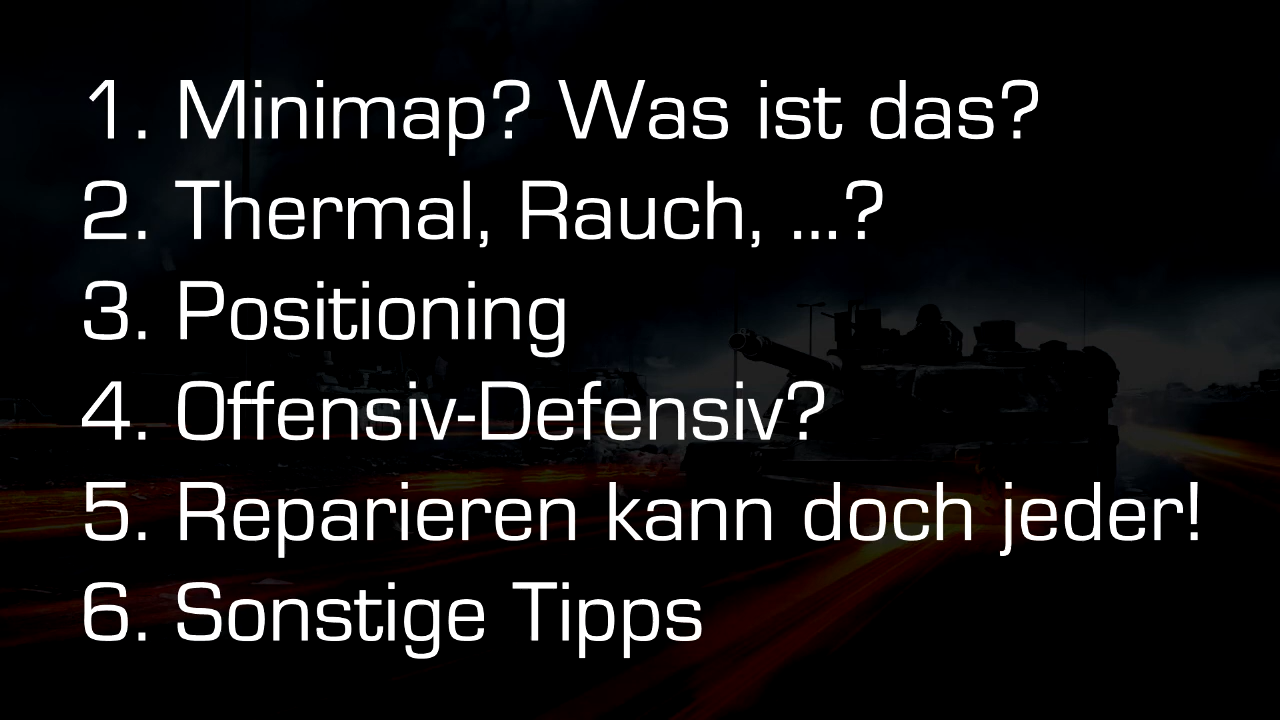 1. Minimap? Was ist das?
2. Thermal, Rauch, ...?
3. Positioning
4. Offensiv-Defensiv?
5. Reparieren kann doch jeder!
6. Sonstige Tipps